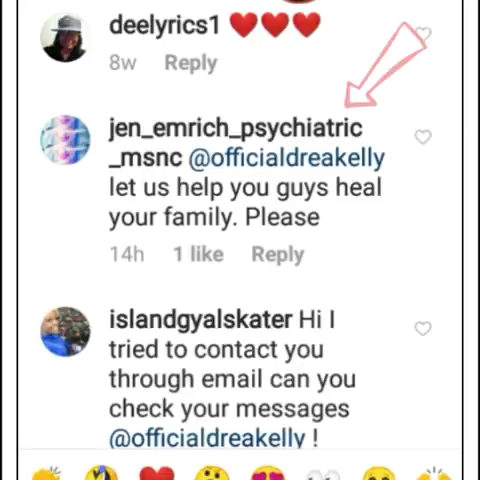 deelyrics1 ❤️❤️❤️
8w Reply
jen_emrich_psychiatric
_msnc @officialdreakelly
let us help you guys heal
your family. Please
14h 1 like Reply
islandgyalskater Hi I
tried to contact you
through email can you
check your messages
@officialdreakelly !